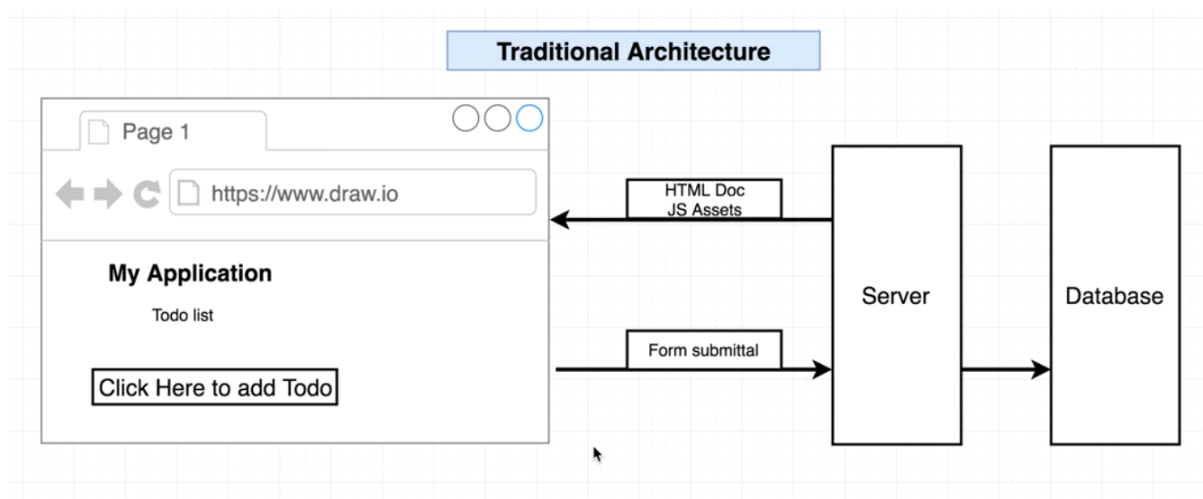 Traditional Architecture
Page 1
https://www.draw.io
HTML Doc
JS Assets
My Application
Todo list
Server
Database
Form submittal
Click Here to add Todo